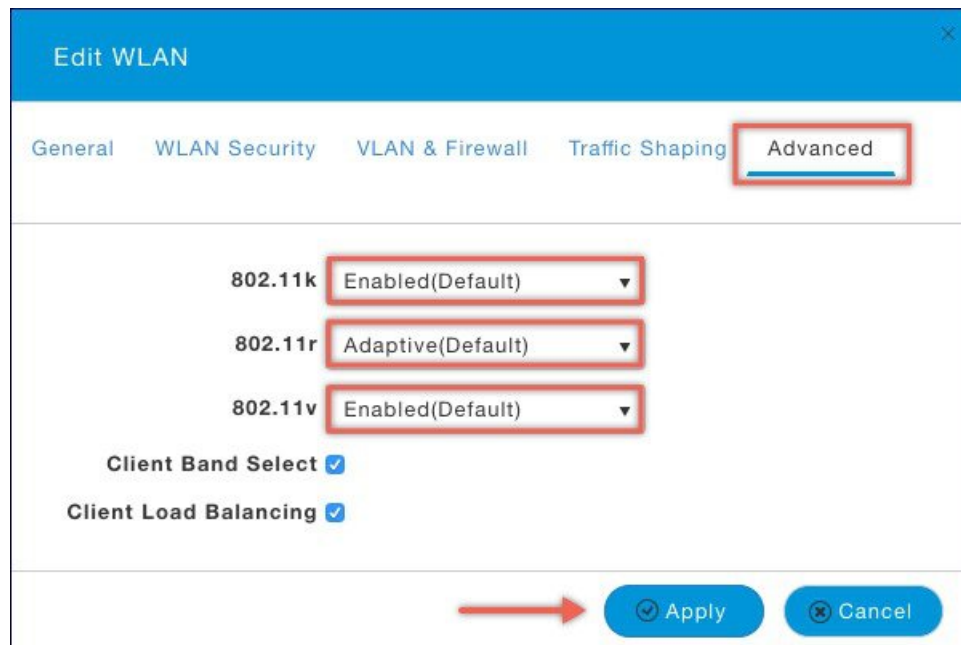 Edit WLAN
General WLAN Security VLAN & Firewall Traffic Shaping Advanced
802.11k Enabled(Default)
802.11r Adaptive(Default)
802.11v Enabled(Default)
Client Band Select
Client Load Balancing
Apply Cancel